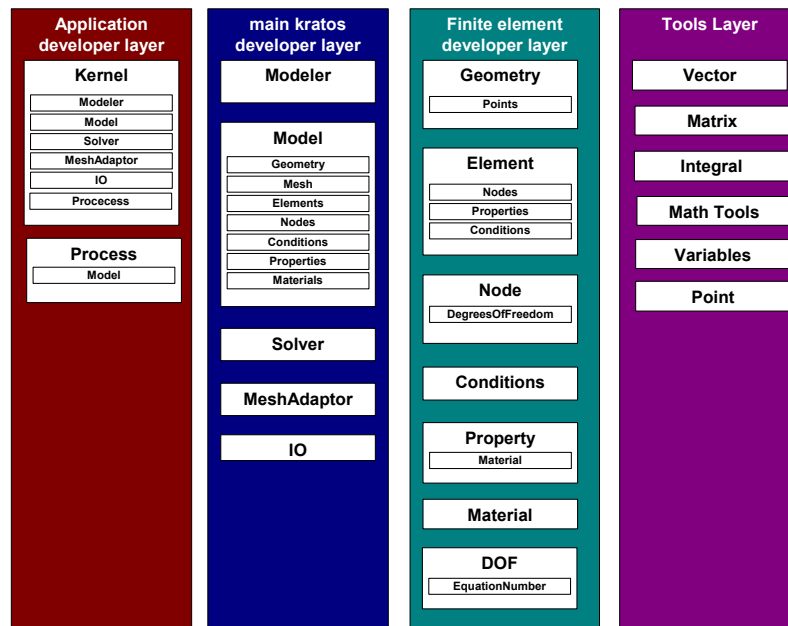 Application
developer layer
Kernel
Modeler
Model
Solver
MeshAdaptor
IO
Procecess
Process
Model
main kratos
developer layer
Modeler
Model
Geometry
Mesh
Elements
Nodes
Conditions
Properties
Materials
Solver
MeshAdaptor
IO
Finite element
developer layer
Geometry
Points
Element
Nodes
Properties
Conditions
Node
DegreesOfFreedom
Conditions
Property
Material
Material
DOF
EquationNumber
Tools Layer
Vector
Matrix
Integral
Math Tools
Variables
Point